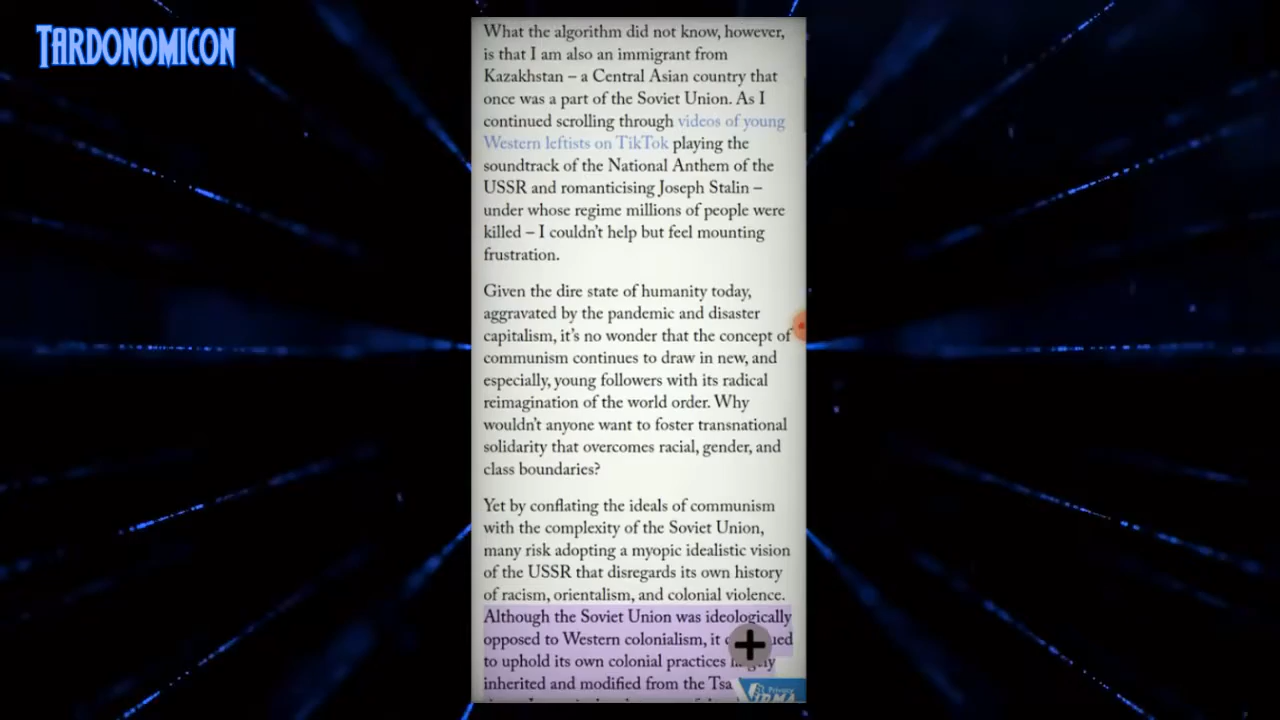 TARDONOMICON
What the algorithm did not know, however,
is that I am also an immigrant from
Kazakhstan – a Central Asian country that
once was a part of the Soviet Union. As I
continued scrolling through videos of young
Western leftists on TikTok playing the
soundtrack of the National Anthem of the
USSR and romanticising Joseph Stalin –
under whose regime millions of people were
killed – I couldn't help but feel mounting
frustration.
Given the dire state of humanity today,
aggravated by the pandemic and disaster
capitalism, it's no wonder that the concept of
communism continues to draw in new, and
especially, young followers with its radical
reimagination of the world order. Why
wouldn't anyone want to foster transnational
solidarity that overcomes racial, gender, and
class boundaries?
Yet by conflating the ideals of communism
with the complexity of the Soviet Union,
many risk adopting a myopic idealistic vision
of the USSR that disregards its own history
of racism, orientalism, and colonial violence.
Although the Soviet Union was ideologically
opposed to Western colonialism, it
to uphold its own colonial practices
inherited and modified from the
Privacy